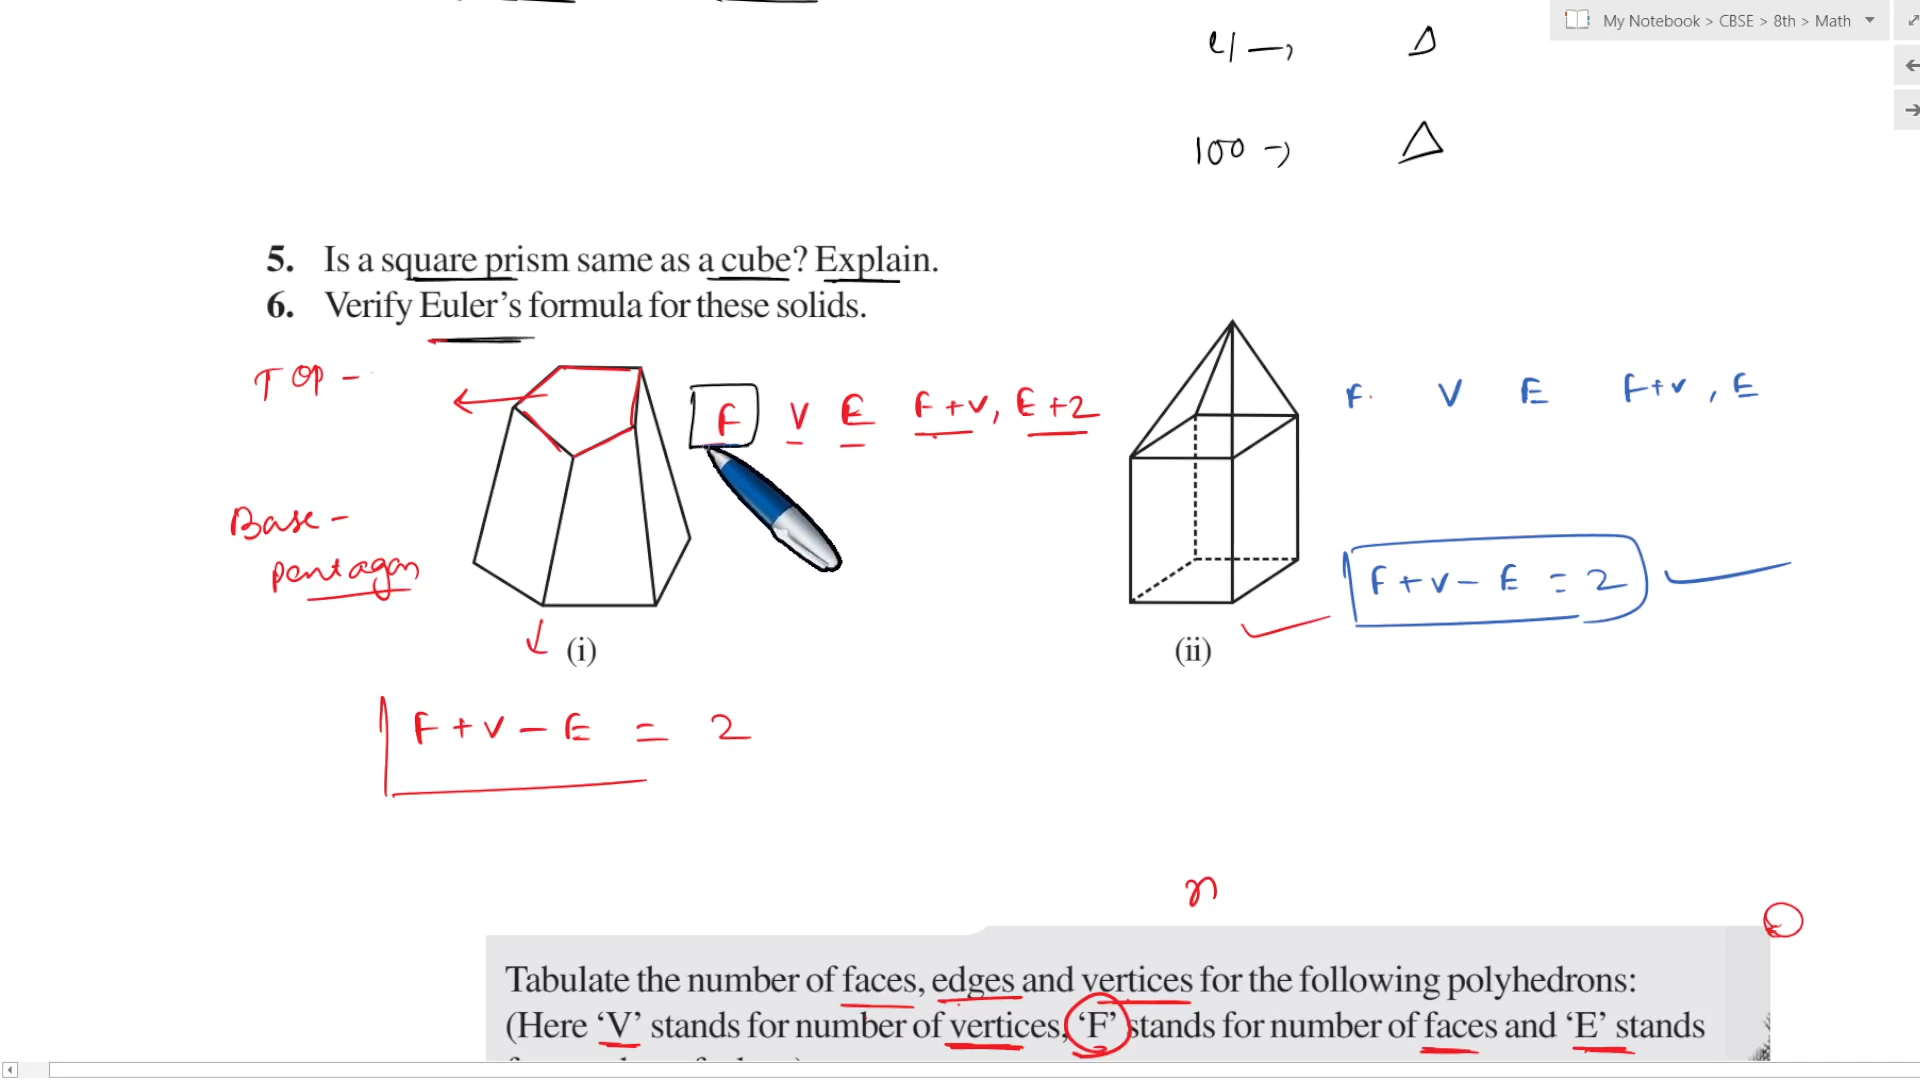 My Notebook > CBSE > 8th > Math
4 → Δ
100 → Δ
5. Is a square prism same as a cube? Explain.
6. Verify Euler's formula for these solids.
TOP -
F V E F+V, E+2
F. V E F+V, E
Base -
pentagon
F+V- E = 2
(i)
(ii)
F+V-E = 2
n
Tabulate the number of faces, edges and vertices for the following polyhedrons:
(Here 'V' stands for number of vertices, 'F' stands for number of faces and 'E' stands